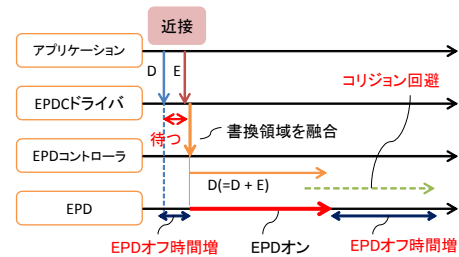 近接
アプリケーション
D
E
EPDCドライバ
コリジョン回避
待つ
書換領域を融合
EPDコントローラ
D(=D + E)
EPD
EPDオフ時間増
EPDオン
EPDオフ時間増